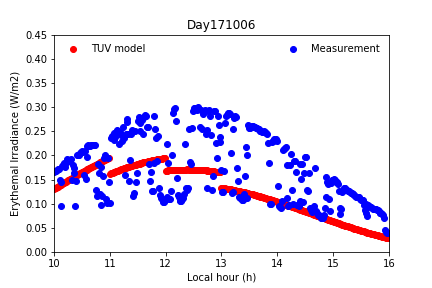 Day171006
TUV model
Measurement
Erythemal Irradiance (W/m2)
0.45
0.40
0.35
0.30
0.25
0.20
0.15
0.10
0.05
0.00
10 11 12 13 14 15 16
Local hour (h)